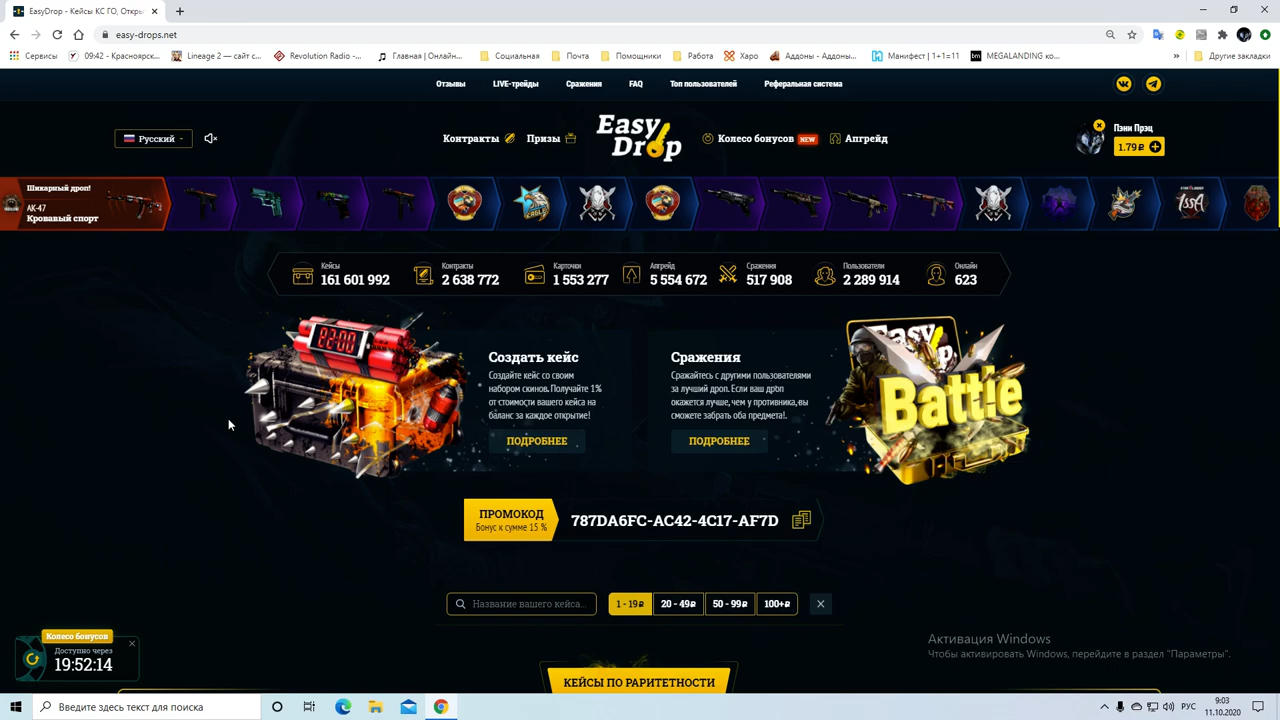 EasyDrop - Кейсы КС ГО, Откры
easy-drops.net
Сервисы
09:42 - Красноярск...
Lineage 2 — сайт с...
Revolution Radio -...
Главная | Онлайн...
Социальная
Почта
Помощники
Работа
Харо
Аддоны - Аддоны...
Манифест | 1+1=11
MEGALANDING ко...
»
Другие закладки
Отзывы
LIVE-трейды
Сражения
FAQ
Топ пользователей
Реферальная система
Русский
Контракты
Призы
Easy
Drop
Колесо бонусов NEW
Апгрейд
Пэни Прэц
1.79 ₽
Шикарный дроп!
АК-47
Кровавый спорт
Кейсы
161 601 992
Контракты
2 638 772
Карточки
1 553 277
Апгрейд
5 554 672
Сражения
517 908
Пользователи
2 289 914
Онлайн
623
Создать кейс
Создайте кейс со своим
набором скинов. Получайте 1%
от стоимости вашего кейса на
баланс за каждое открытие!
ПОДРОБНЕЕ
Сражения
Сражайтесь с другими пользователями
за лучший дроп. Если ваш дроп
окажется лучше, чем у противника, вы
сможете забрать оба предмета!.
ПОДРОБНЕЕ
Battle
ПРОМОКОД
Бонус к сумме 15 %
787DA6FC-AC42-4C17-AF7D
Название вашего кейса...
1 - 19₽
20 - 49₽
50 - 99₽
100+₽
Колесо бонусов
Доступно через
19:52:14
КЕЙСЫ ПО РАРИТЕТНОСТИ
Активация Windows
Чтобы активировать Windows, перейдите в раздел "Параметры".
Введите здесь текст для поиска
РУС
9:03
11.10.2020